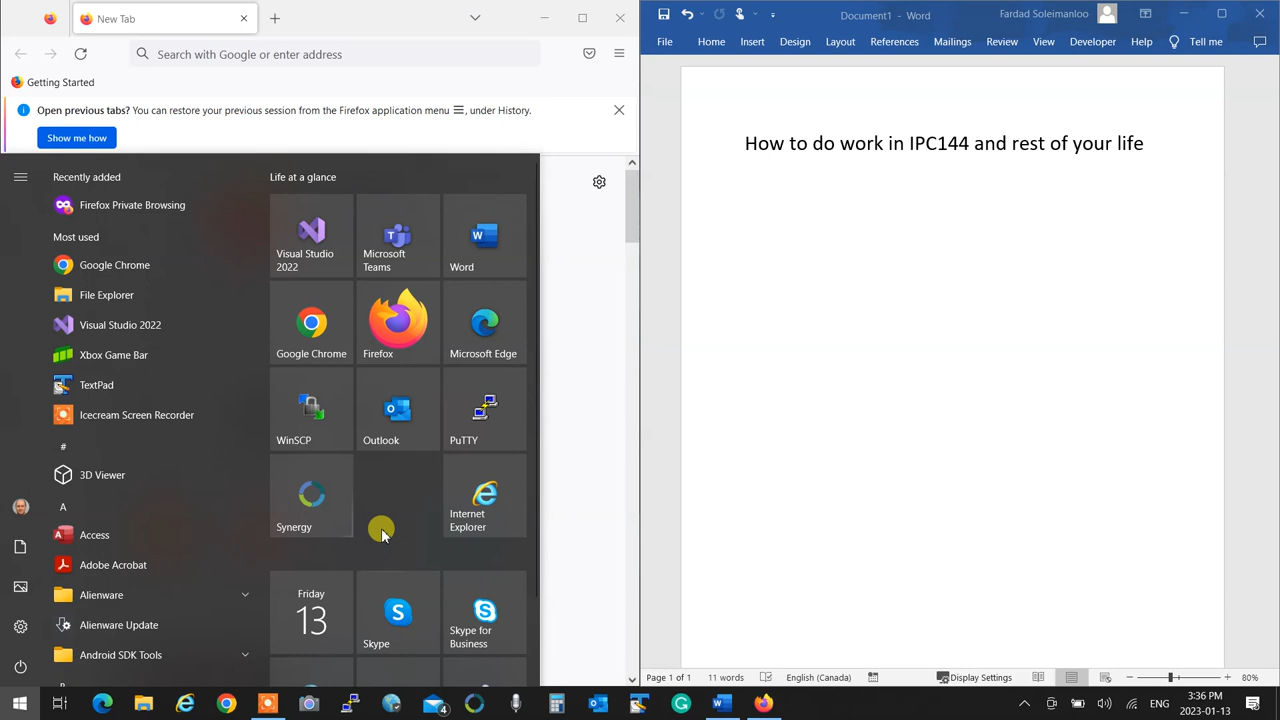 New Tab
Search with Google or enter address
Getting Started
Open previous tabs? You can restore your previous session from the Firefox application menu ☰, under History.
Show me how
Recently added
Firefox Private Browsing
Most used
Google Chrome
File Explorer
Visual Studio 2022
Xbox Game Bar
TextPad
Icecream Screen Recorder
#
3D Viewer
A
Access
Adobe Acrobat
Alienware
Alienware Update
Android SDK Tools
Life at a glance
Visual Studio 2022
Microsoft Teams
Word
Google Chrome
Firefox
Microsoft Edge
WinSCP
Outlook
PuTTY
Synergy
Internet Explorer
Friday
13
Skype
Skype for Business
Document1 - Word
Fardad Soleimanloo
File Home Insert Design Layout References Mailings Review View Developer Help Tell me
How to do work in IPC144 and rest of your life
Page 1 of 1 11 words English (Canada) Display Settings 80%
4
ENG
3:36 PM
2023-01-13